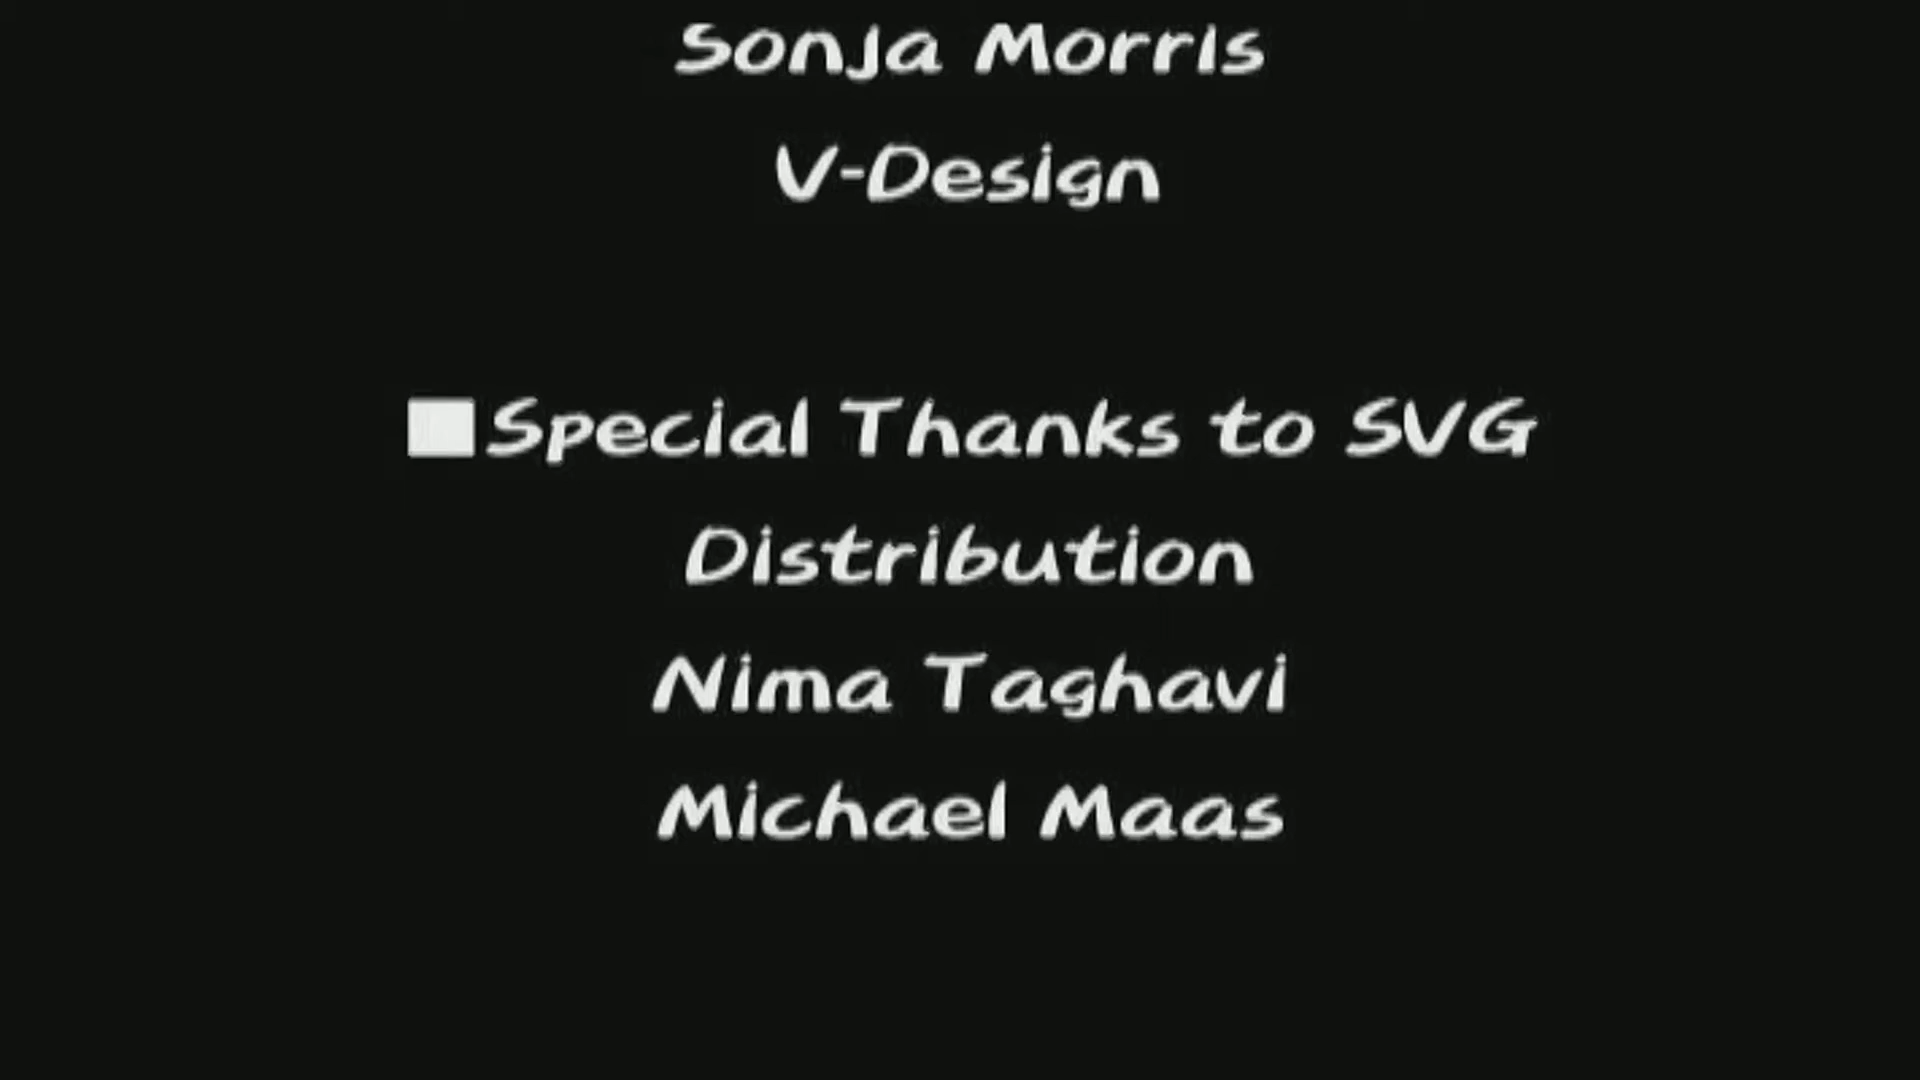 Sonja Morris
V-Design
■Special Thanks to SVG
Distribution
Nima Taghavi
Michael Maas